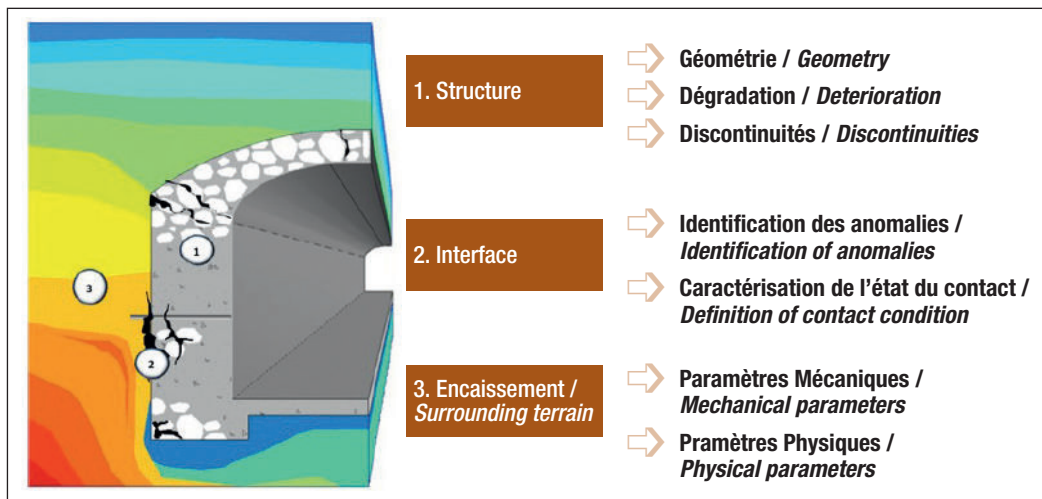 1. Structure
Géométrie / Geometry
Dégradation / Deterioration
Discontinuités / Discontinuities
2. Interface
Identification des anomalies /
Identification of anomalies
Caractérisation de l’état du contact /
Definition of contact condition
3. Encaissement /
Surrounding terrain
Paramètres Mécaniques /
Mechanical parameters
Pramètres Physiques /
Physical parameters
1
3
2